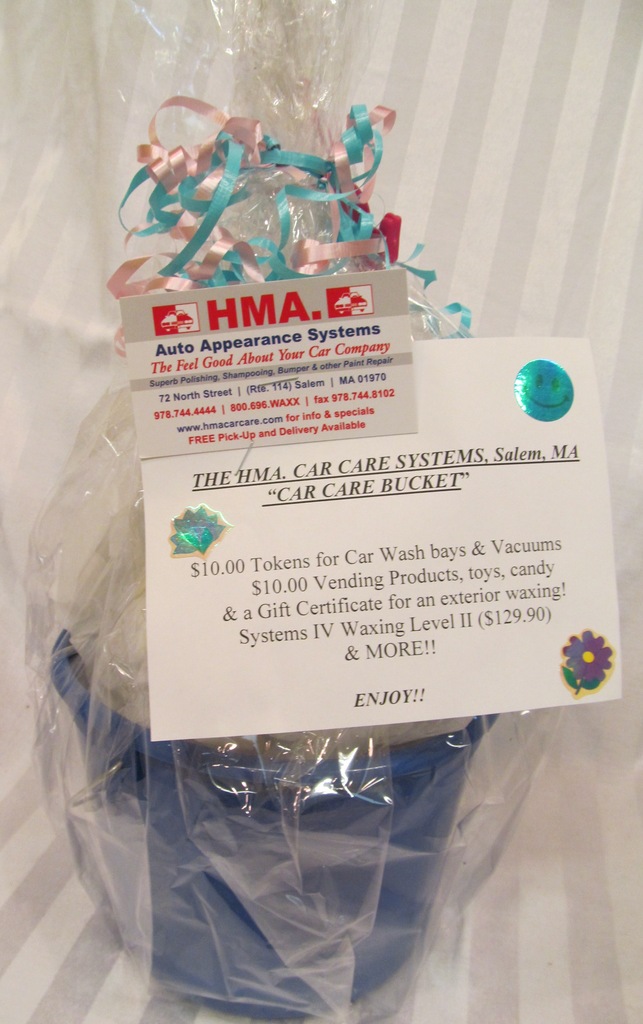 HMA.
Auto Appearance Systems
The Feel Good About Your Car Company
Superb Polishing, Shampooing, Bumper & other Paint Repair
72 North Street | (Rte. 114) Salem | MA 01970
978.744.4444 | 800.696.WAXX | fax 978.744.8102
www.hmacarcare.com for info & specials
FREE Pick-Up and Delivery Available
THE HMA. CAR CARE SYSTEMS, Salem, MA
“CAR CARE BUCKET”
$10.00 Tokens for Car Wash bays & Vacuums
$10.00 Vending Products, toys, candy
& a Gift Certificate for an exterior waxing!
Systems IV Waxing Level II ($129.90)
& MORE!!
ENJOY!!